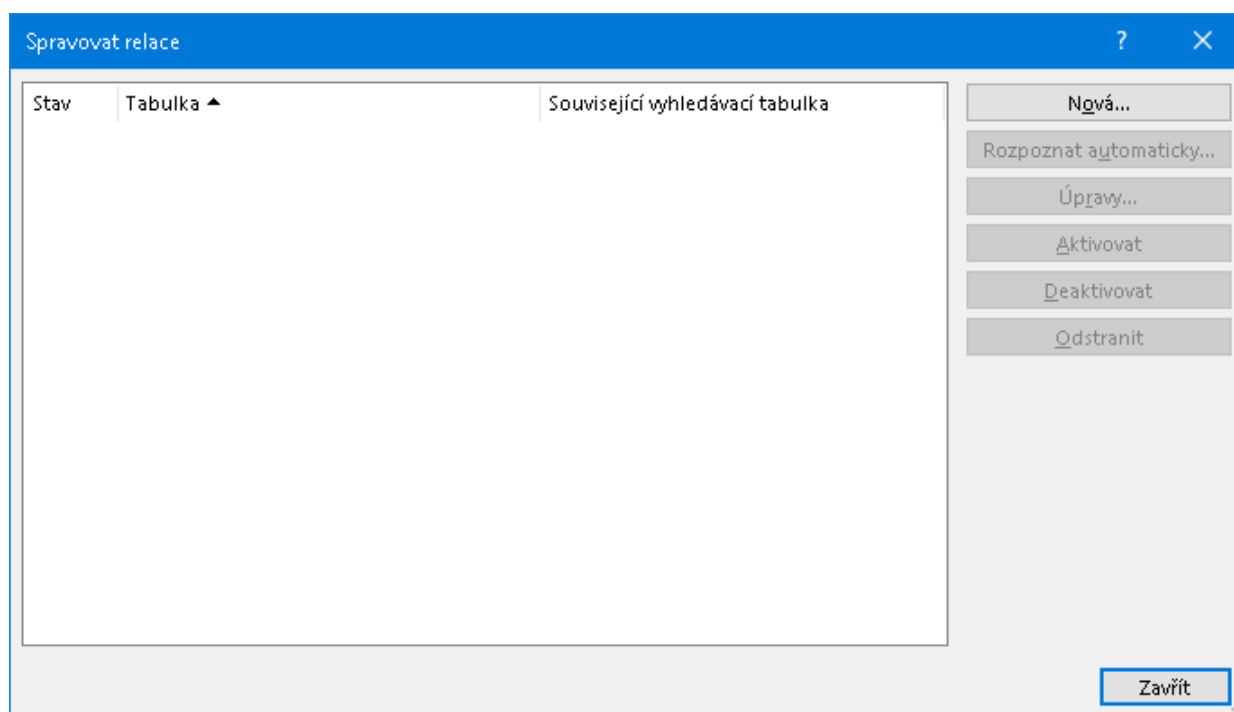 Spravovat relace
Stav Tabulka Související vyhledávací tabulka
Nová...
Rozpoznat automaticky...
Úpravy...
Aktivovat
Deaktivovat
Odstranit
Zavřít